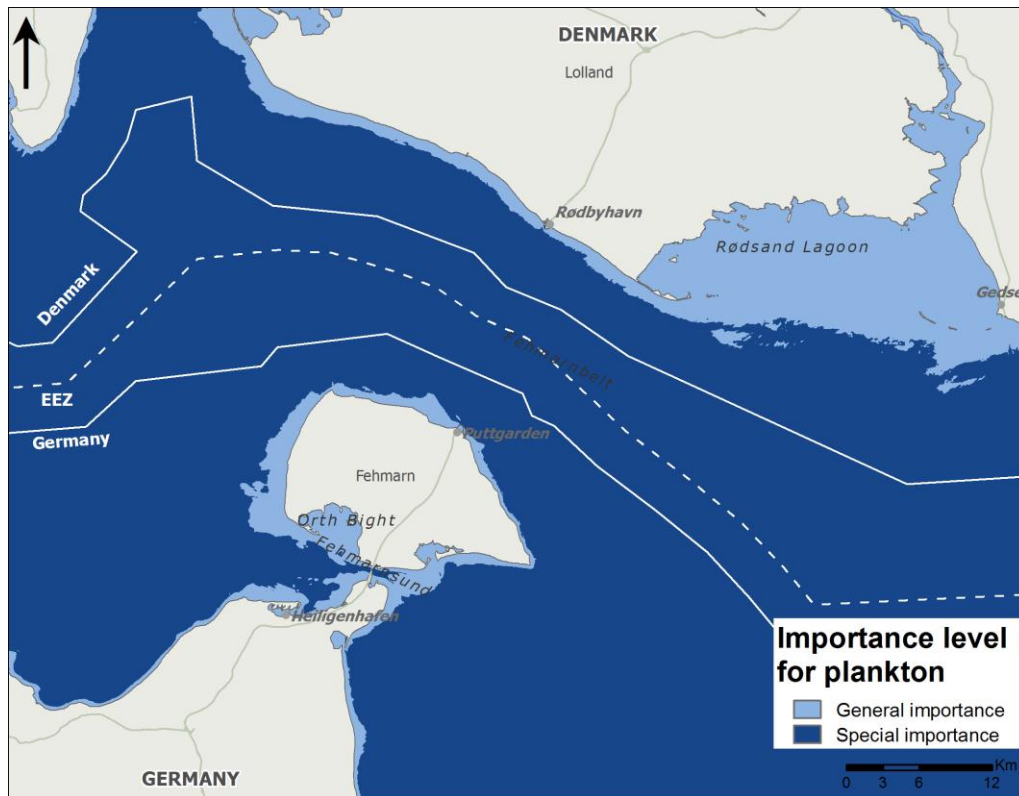 DENMARK
Lolland
Rødbyhavn
Rødsand Lagoon
Gedse
Denmark
EEZ
Germany
Fehmarnbelt
Puttgarden
Fehmarn
Orth Bight
Fehmarnsund
Heiligenhafen
GERMANY
Importance level
for plankton
General importance
Special importance
Km
0 3 6 12